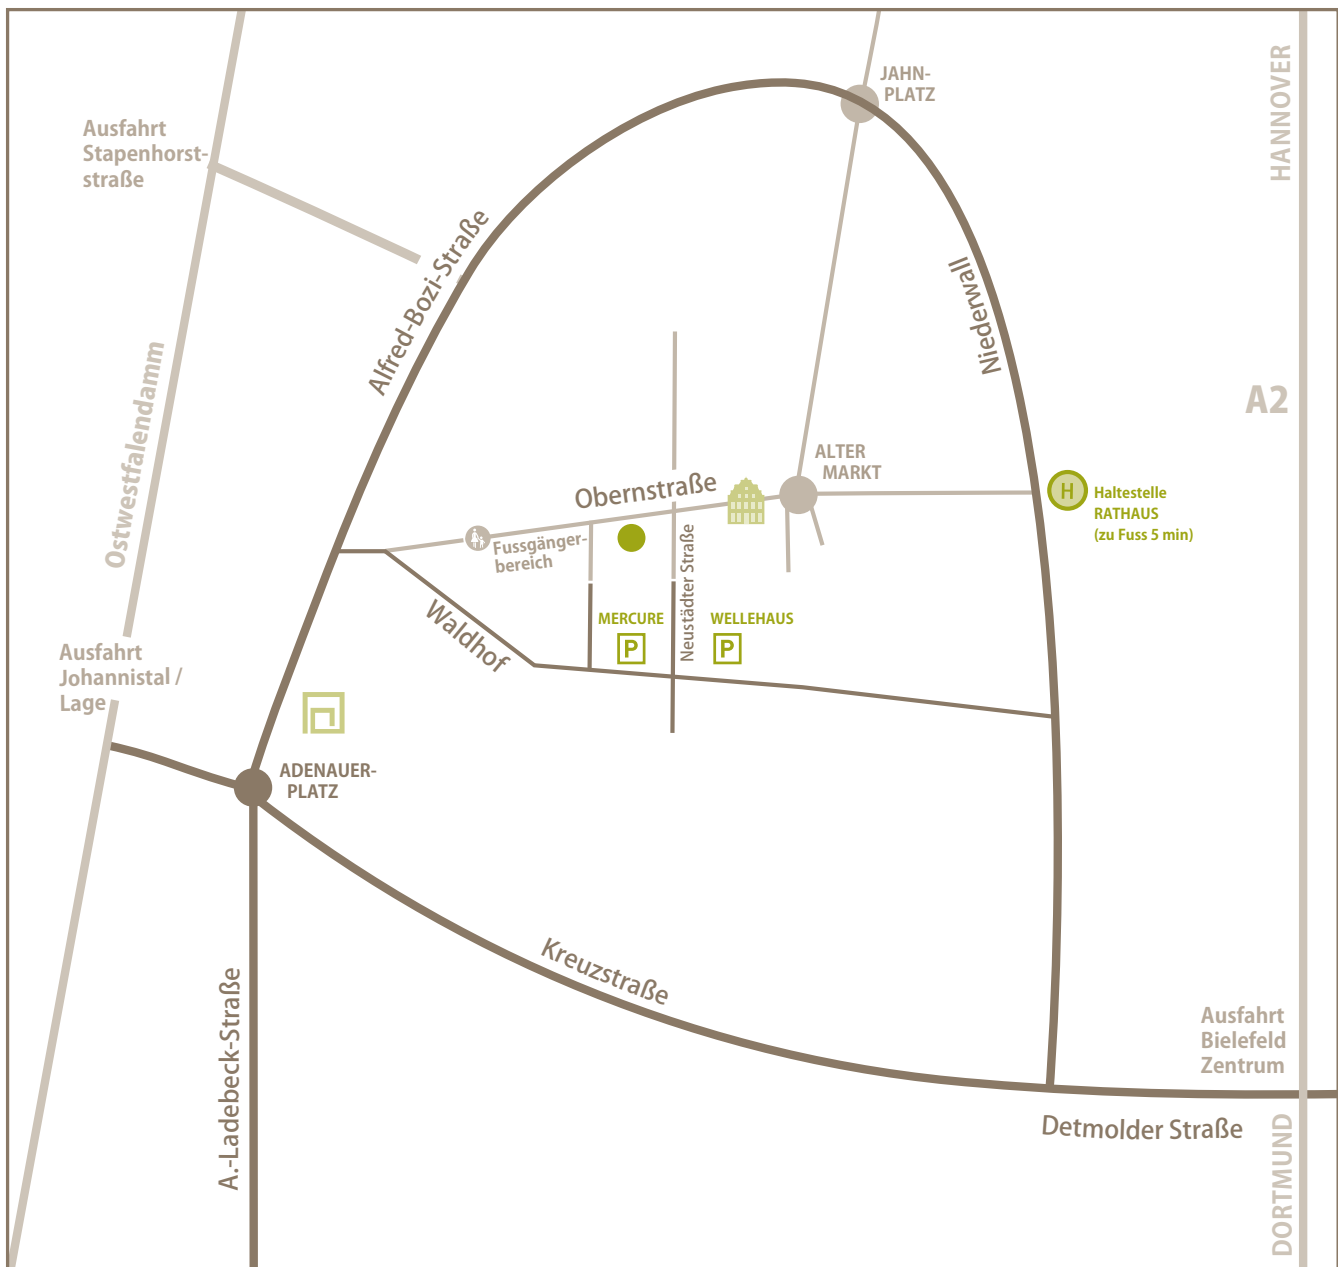 JAHN-
PLATZ
HANNOVER
Ausfahrt
Stapenhorst-
straße
Alfred-Bozi-Straße
Niederwall
Ostwestfalendamm
A2
ALTER
MARKT
Obernstraße
H
Haltestelle
RATHAUS
(zu Fuss 5 min)
Fussgänger-
bereich
Neustädter Straße
Waldhof
MERCURE
P
WELLEHAUS
P
Ausfahrt
Johannistal /
Lage
ADENAUER-
PLATZ
Kreuzstraße
A.-Ladebeck-Straße
Ausfahrt
Bielefeld
Zentrum
Detmolder Straße
DORTMUND